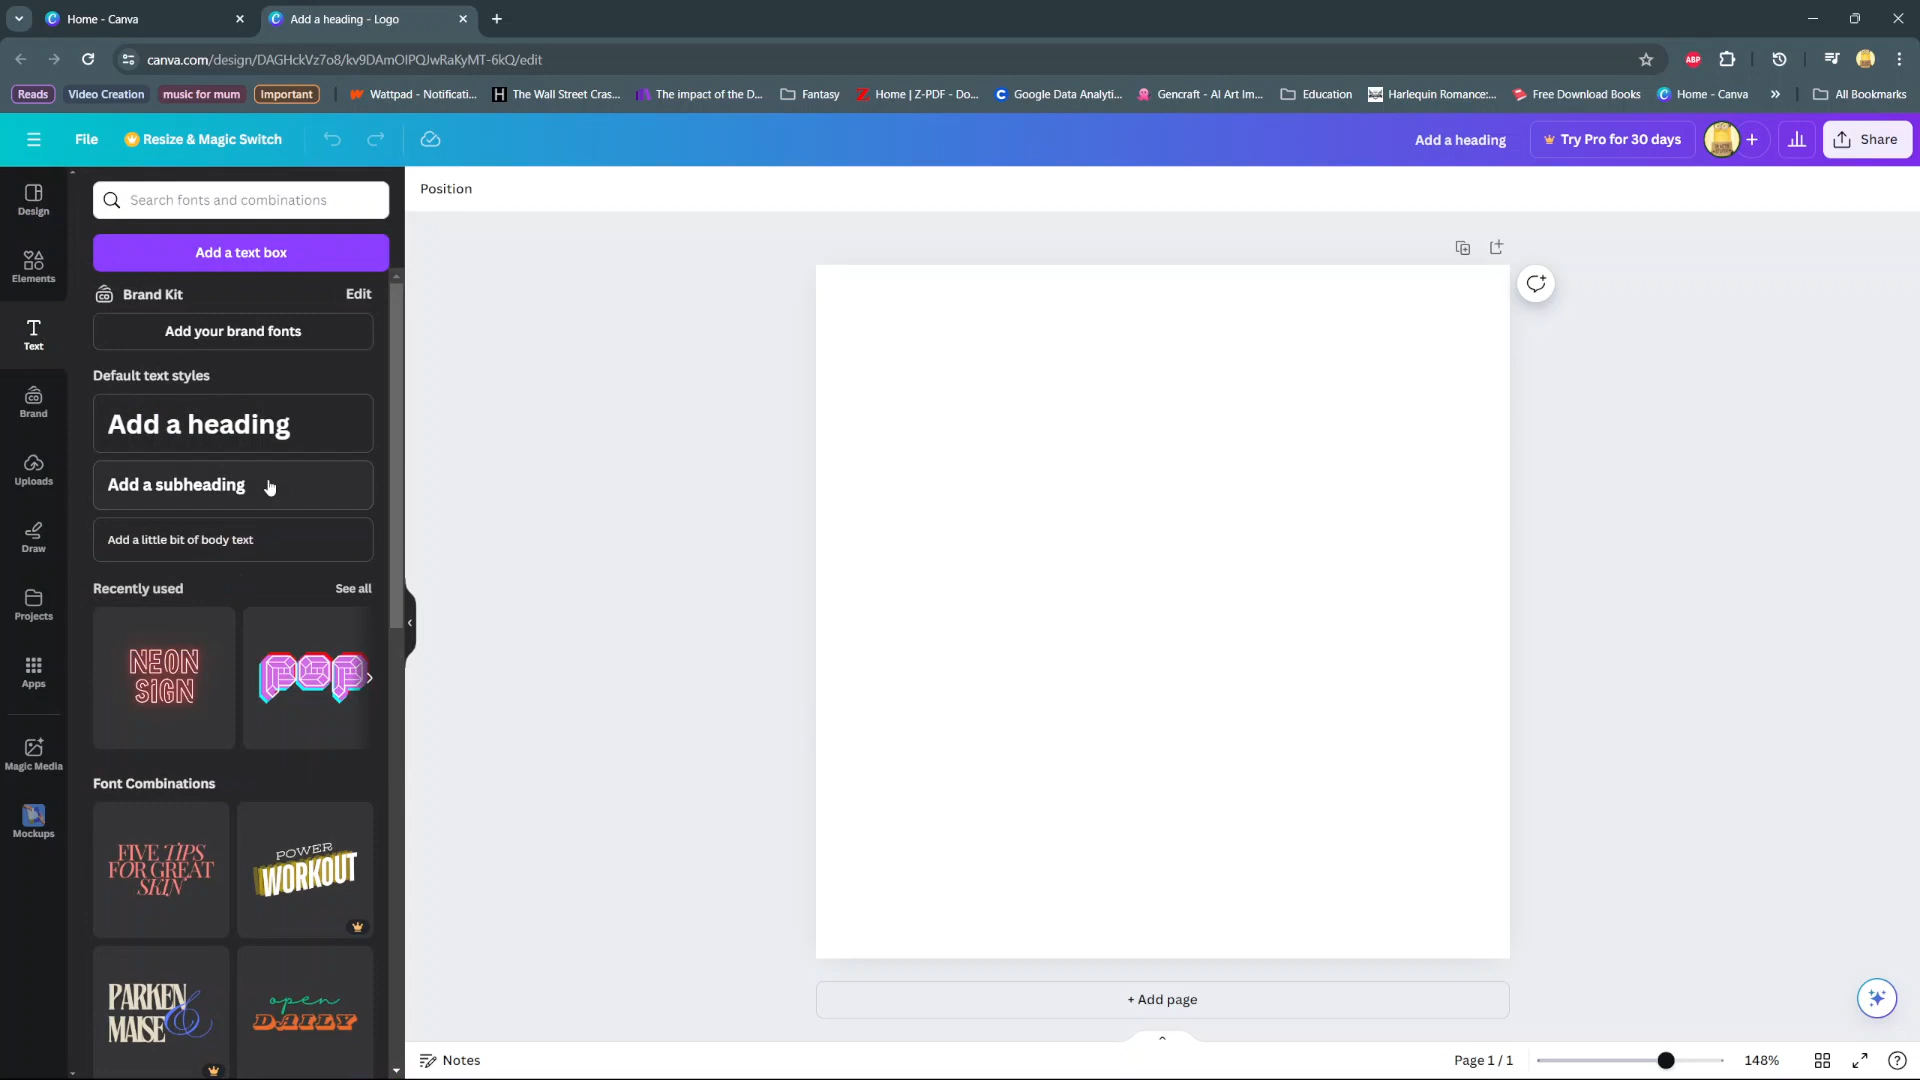 Home - Canva
Add a heading - Logo
canva.com/design/DAGHckVz7o8/kv9DAmOIPQJwRaKyMT-6kQ/edit
ABP
Reads
Video Creation
music for mum
Important
Wattpad - Notificati...
The Wall Street Cras...
The impact of the D...
Fantasy
Home | Z-PDF - Do...
Google Data Analyti...
Gencraft - AI Art Im...
Education
Harlequin Romance:...
Free Download Books
Home - Canva
All Bookmarks
File
Resize & Magic Switch
Add a heading
Try Pro for 30 days
Share
Design
Elements
Text
Brand
Uploads
Draw
Projects
Apps
Magic Media
Mockups
Search fonts and combinations
Add a text box
Brand Kit
Edit
Add your brand fonts
Default text styles
Add a heading
Add a subheading
Add a little bit of body text
Recently used
See all
NEON
SIGN
POP
Font Combinations
FIVE TIPS
FOR GREAT
SKIN
POWER
WORKOUT
PARKEN
MAISE &
open
DAILY
Position
+ Add page
Notes
Page 1 / 1
148%